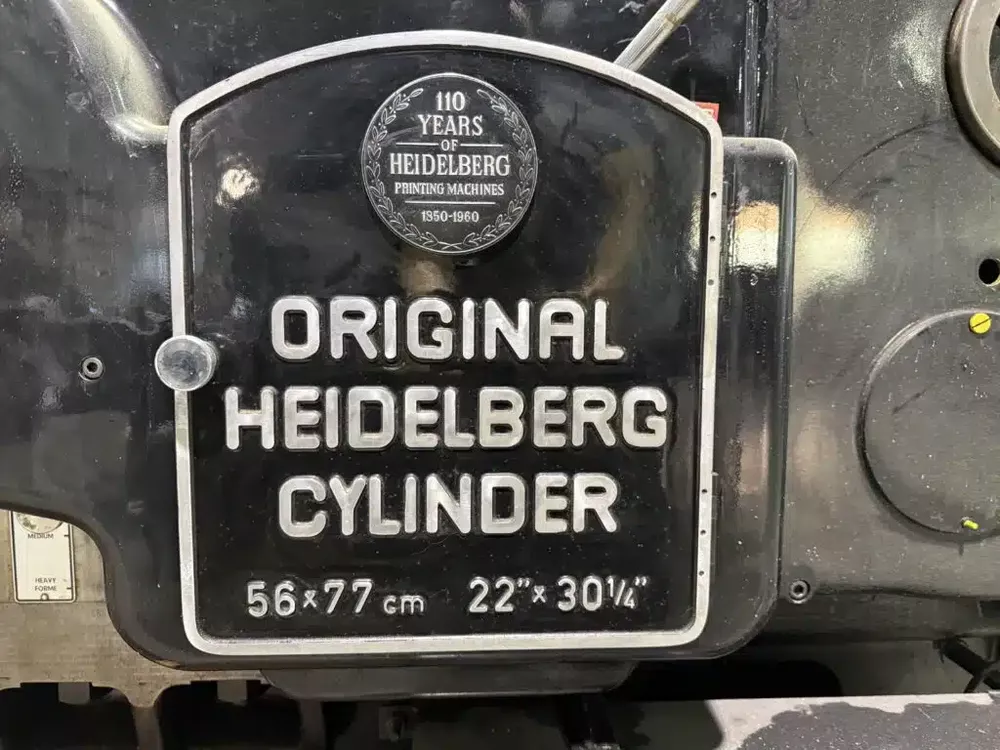 110
YEARS
OF
HEIDELBERG
PRINTING MACHINES
1850-1960
ORIGINAL
HEIDELBERG
CYLINDER
56×77 cm 22"× 30¼"
MEDIUM
HEAVY
FORME